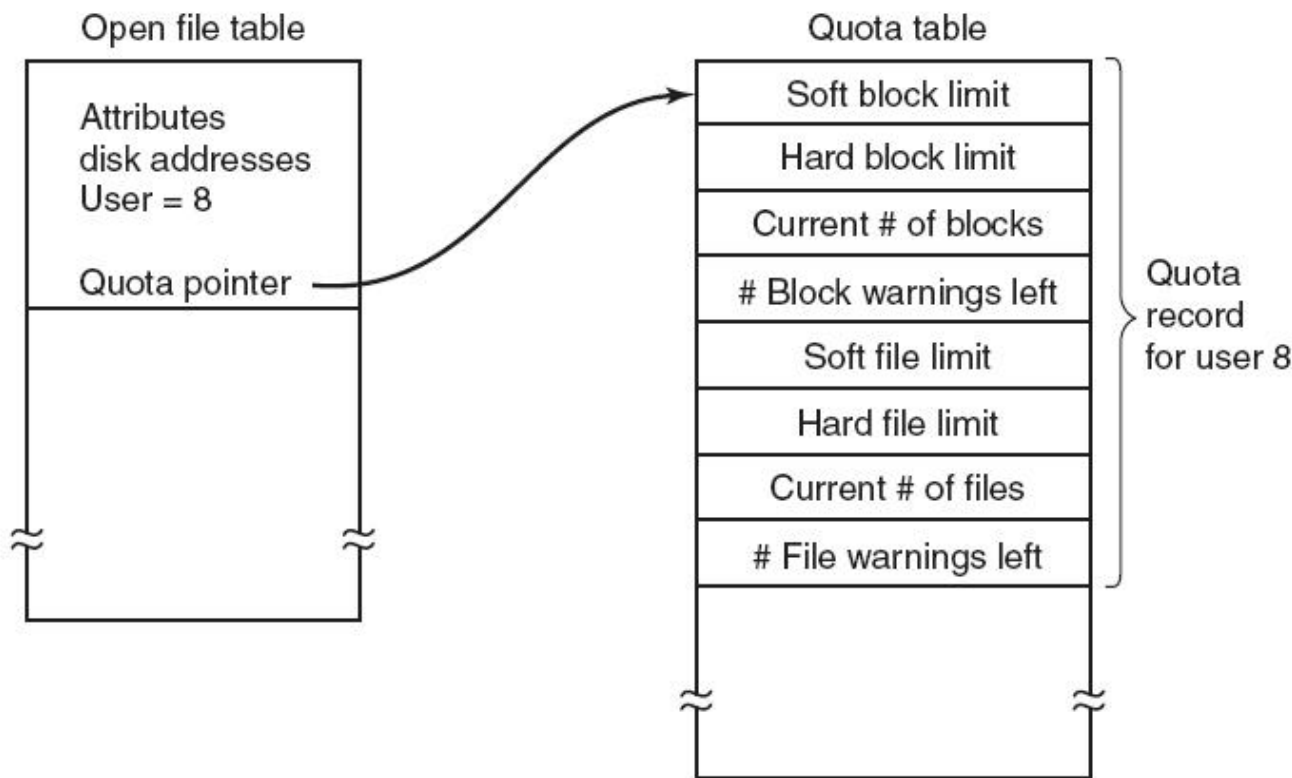 Open file table
Quota table
Attributes
disk addresses
User = 8
Quota pointer
Soft block limit
Hard block limit
Current # of blocks
# Block warnings left
Soft file limit
Hard file limit
Current # of files
# File warnings left
Quota
record
for user 8